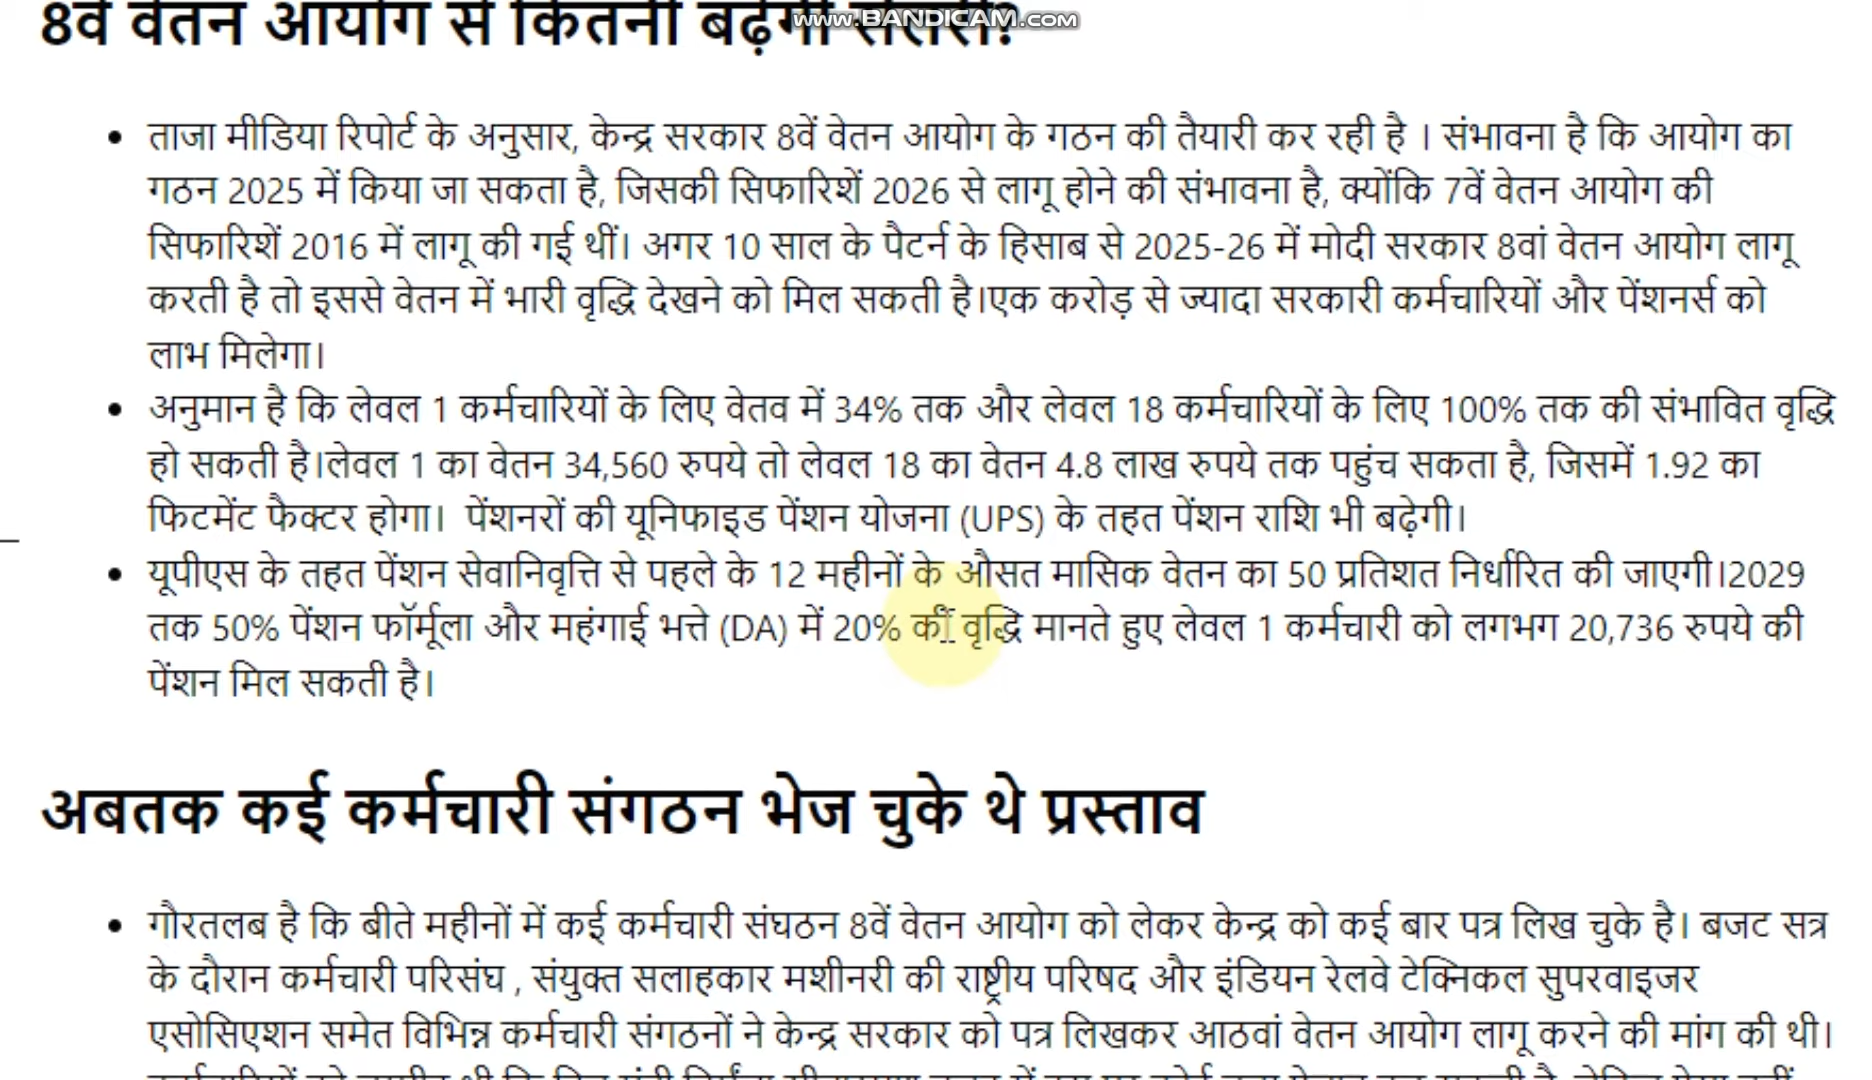 www.BANDICAM.com
8वें वेतन आयोग से कितनी बढ़ेगी सैलरी?
ताजा मीडिया रिपोर्ट के अनुसार, केन्द्र सरकार 8वें वेतन आयोग के गठन की तैयारी कर रही है । संभावना है कि आयोग का
गठन 2025 में किया जा सकता है, जिसकी सिफारिशें 2026 से लागू होने की संभावना है, क्योंकि 7वें वेतन आयोग की
सिफारिशें 2016 में लागू की गई थीं। अगर 10 साल के पैटर्न के हिसाब से 2025-26 में मोदी सरकार 8वां वेतन आयोग लागू
करती है तो इससे वेतन में भारी वृद्धि देखने को मिल सकती है।एक करोड़ से ज्यादा सरकारी कर्मचारियों और पेंशनर्स को
लाभ मिलेगा।
अनुमान है कि लेवल 1 कर्मचारियों के लिए वेतव में 34% तक और लेवल 18 कर्मचारियों के लिए 100% तक की संभावित वृद्धि
हो सकती है।लेवल 1 का वेतन 34,560 रुपये तो लेवल 18 का वेतन 4.8 लाख रुपये तक पहुंच सकता है, जिसमें 1.92 का
फिटमेंट फैक्टर होगा। पेंशनरों की यूनिफाइड पेंशन योजना (UPS) के तहत पेंशन राशि भी बढ़ेगी।
यूपीएस के तहत पेंशन सेवानिवृत्ति से पहले के 12 महीनों के औसत मासिक वेतन का 50 प्रतिशत निर्धारित की जाएगी।2029
तक 50% पेंशन फॉर्मूला और महंगाई भत्ते (DA) में 20% की वृद्धि मानते हुए लेवल 1 कर्मचारी को लगभग 20,736 रुपये की
पेंशन मिल सकती है।
अबतक कई कर्मचारी संगठन भेज चुके थे प्रस्ताव
गौरतलब है कि बीते महीनों में कई कर्मचारी संघठन 8वें वेतन आयोग को लेकर केन्द्र को कई बार पत्र लिख चुके है। बजट सत्र
के दौरान कर्मचारी परिसंघ , संयुक्त सलाहकार मशीनरी की राष्ट्रीय परिषद और इंडियन रेलवे टेक्निकल सुपरवाइजर
एसोसिएशन समेत विभिन्न कर्मचारी संगठनों ने केन्द्र सरकार को पत्र लिखकर आठवां वेतन आयोग लागू करने की मांग की थी।